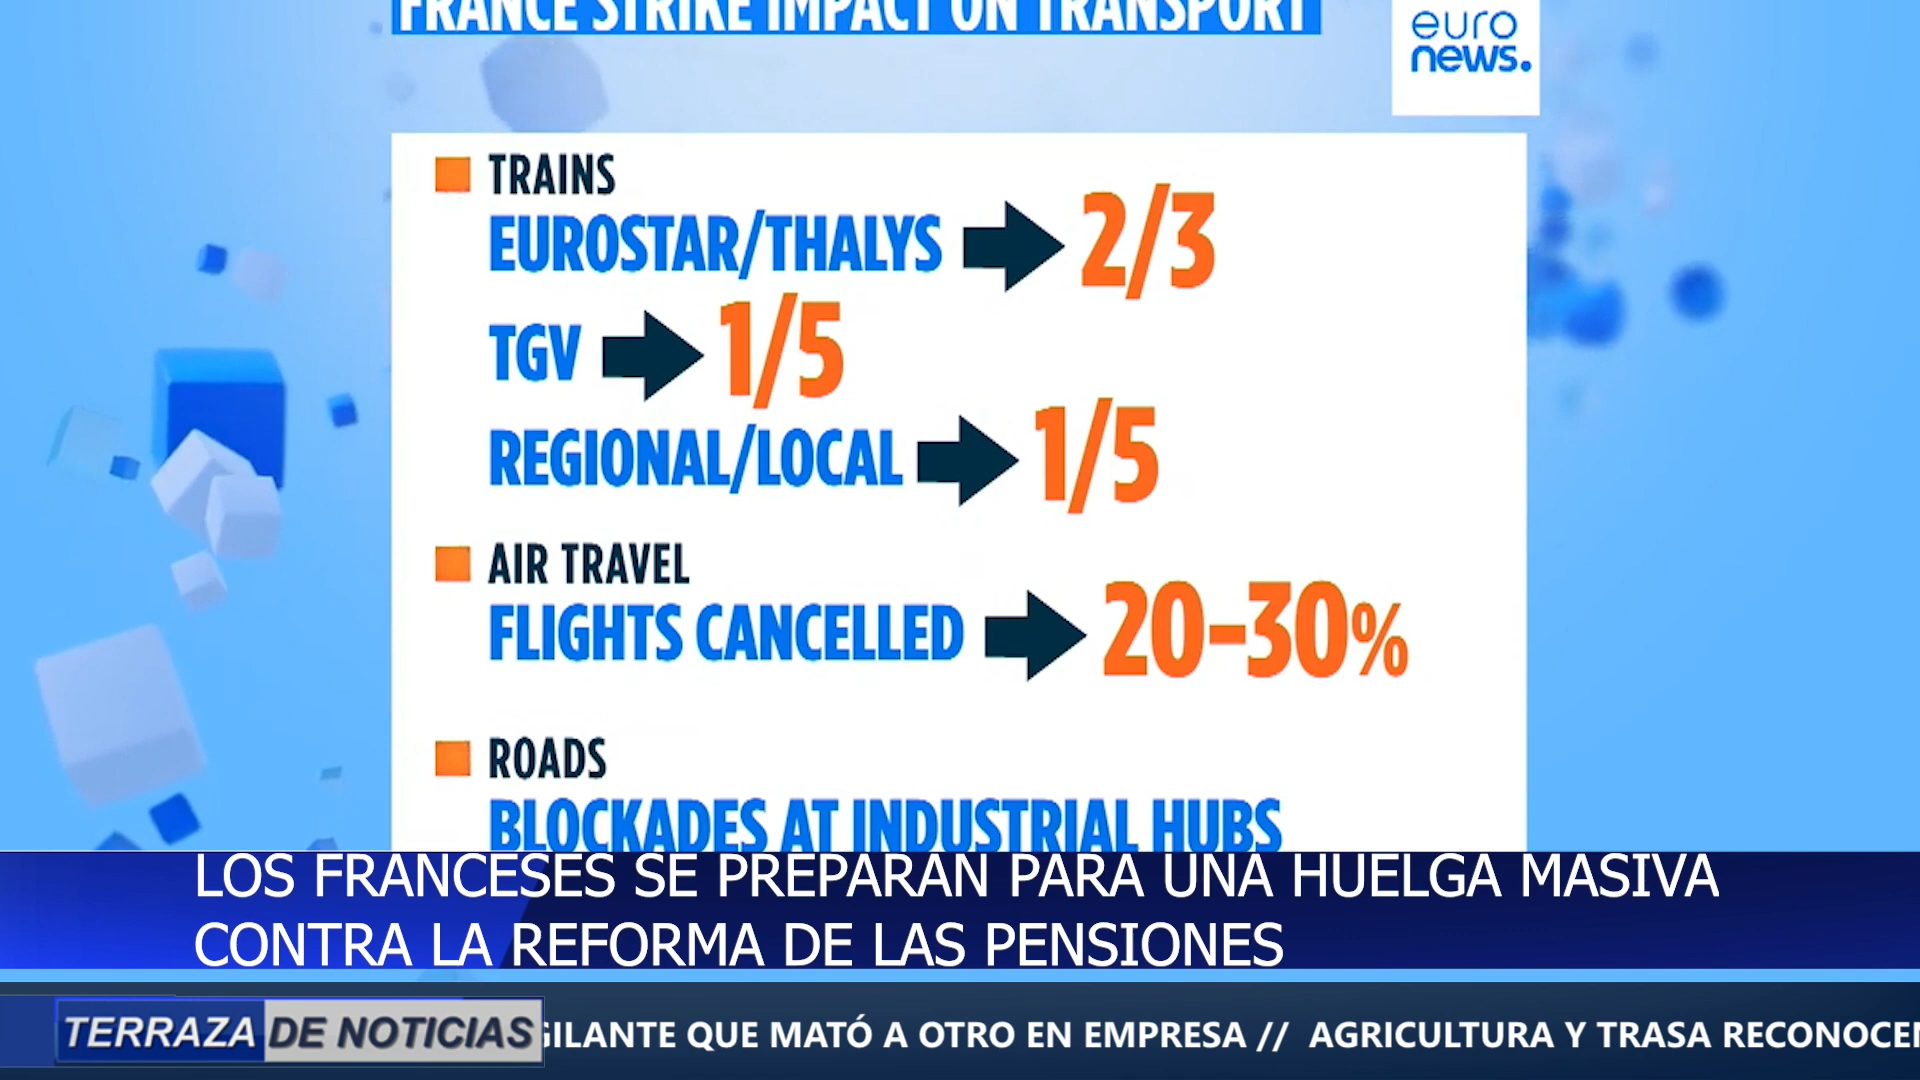 FRANCE STRIKE IMPACT ON TRANSPORT
euro
news.
TRAINS
EUROSTAR/THALYS 2/3
TGV 1/5
REGIONAL/LOCAL 1/5
AIR TRAVEL
FLIGHTS CANCELLED 20-30%
ROADS
BLOCKADES AT INDUSTRIAL HUBS
LOS FRANCESES SE PREPARAN PARA UNA HUELGA MASIVA
CONTRA LA REFORMA DE LAS PENSIONES
TERRAZA DE NOTICIAS GILANTE QUE MATÓ A OTRO EN EMPRESA // AGRICULTURA Y TRASA RECONOCEN